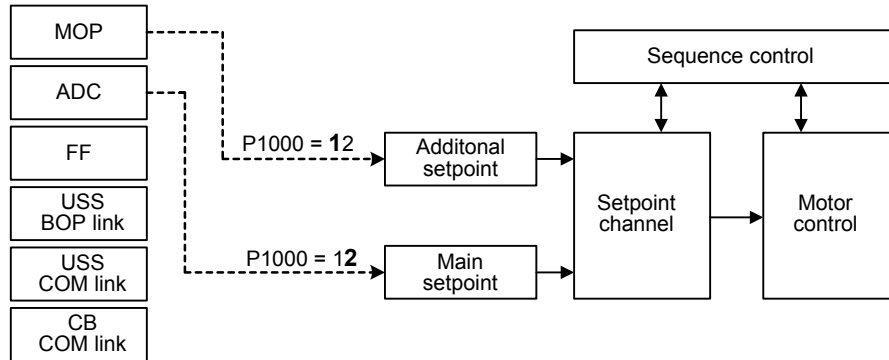 MOP
ADC
FF
USS
BOP link
USS
COM link
CB
COM link
P1000 = 12
P1000 = 12
Additonal
setpoint
Main
setpoint
Sequence control
Setpoint
channel
Motor
control